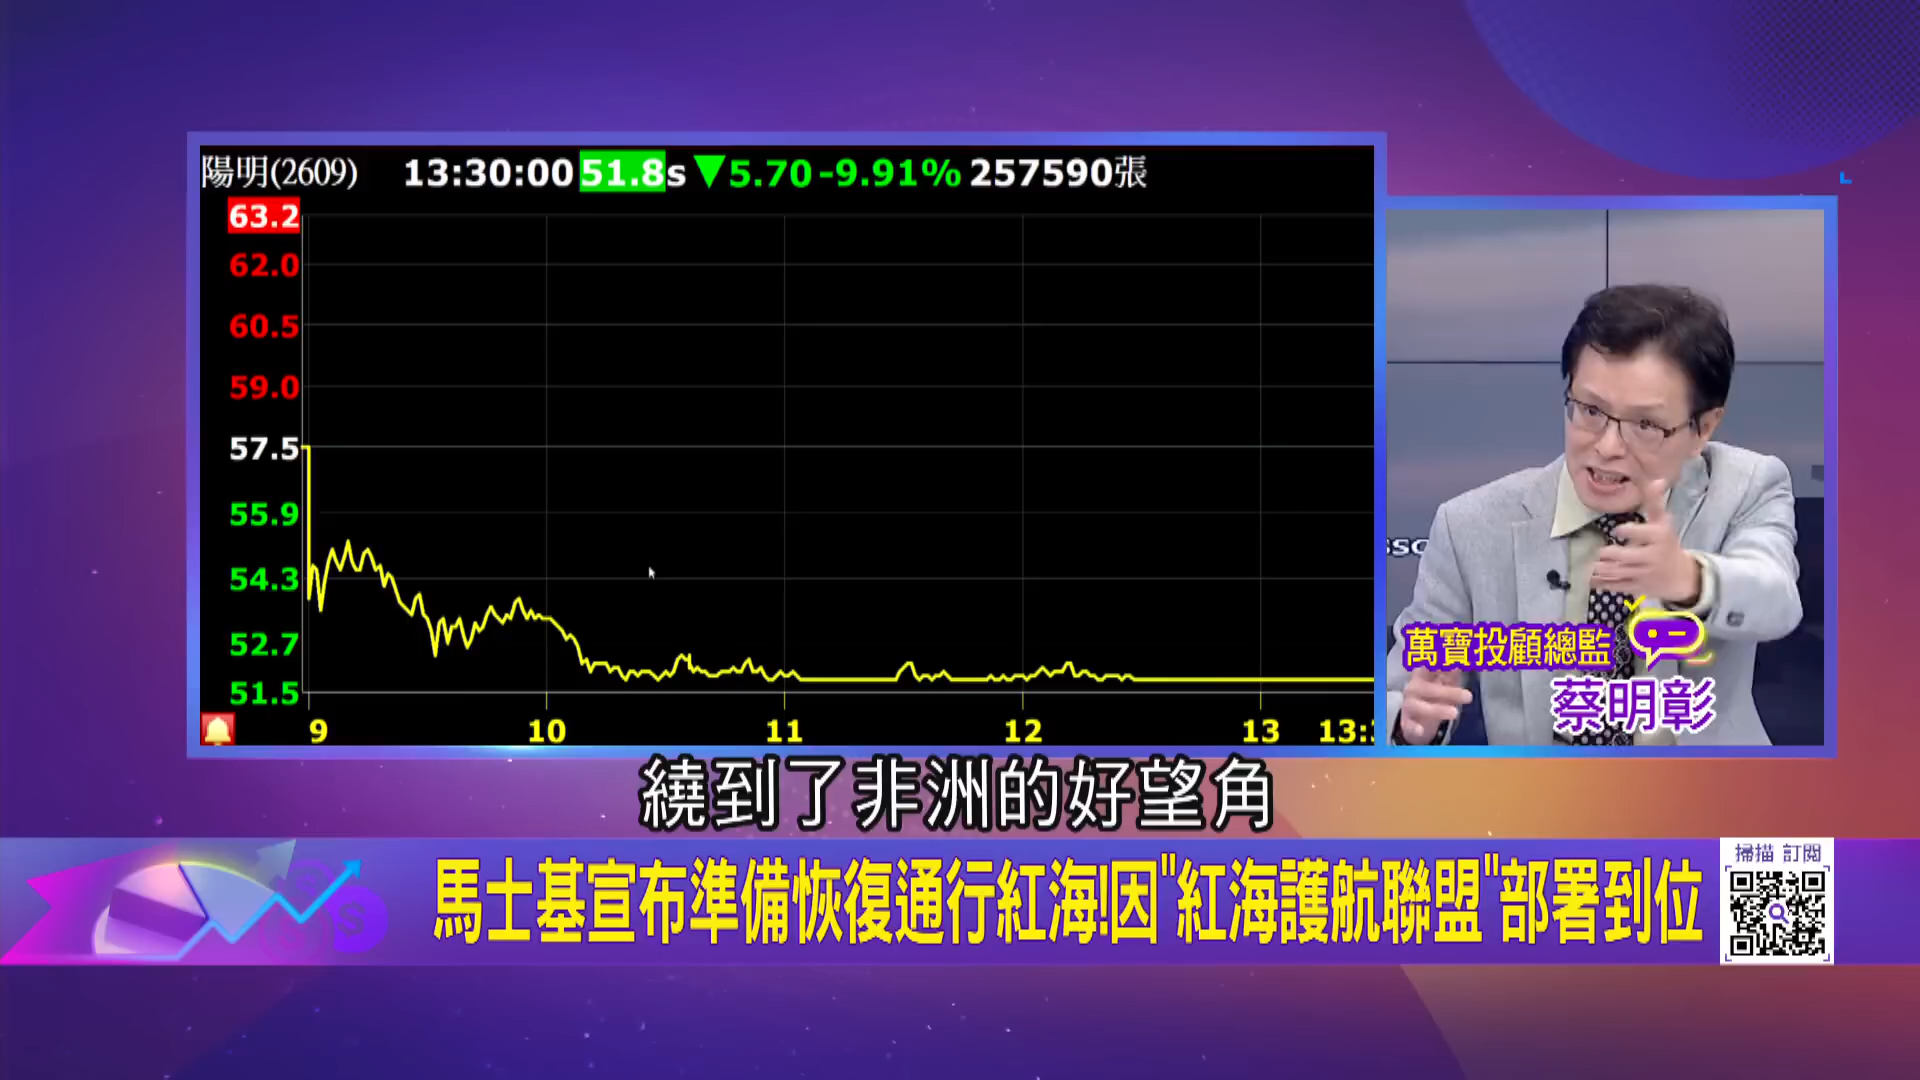 陽明(2609) 13:30:00 51.8s ▼5.70 -9.91% 257590張
63.2
62.0
60.5
59.0
57.5
55.9
54.3
52.7
51.5
9 10 11 12 13
萬寶投顧總監
蔡明彰
繞到了非洲的好望角
馬士基宣布準備恢復通行紅海!因"紅海護航聯盟"部署到位
掃描 訂閱